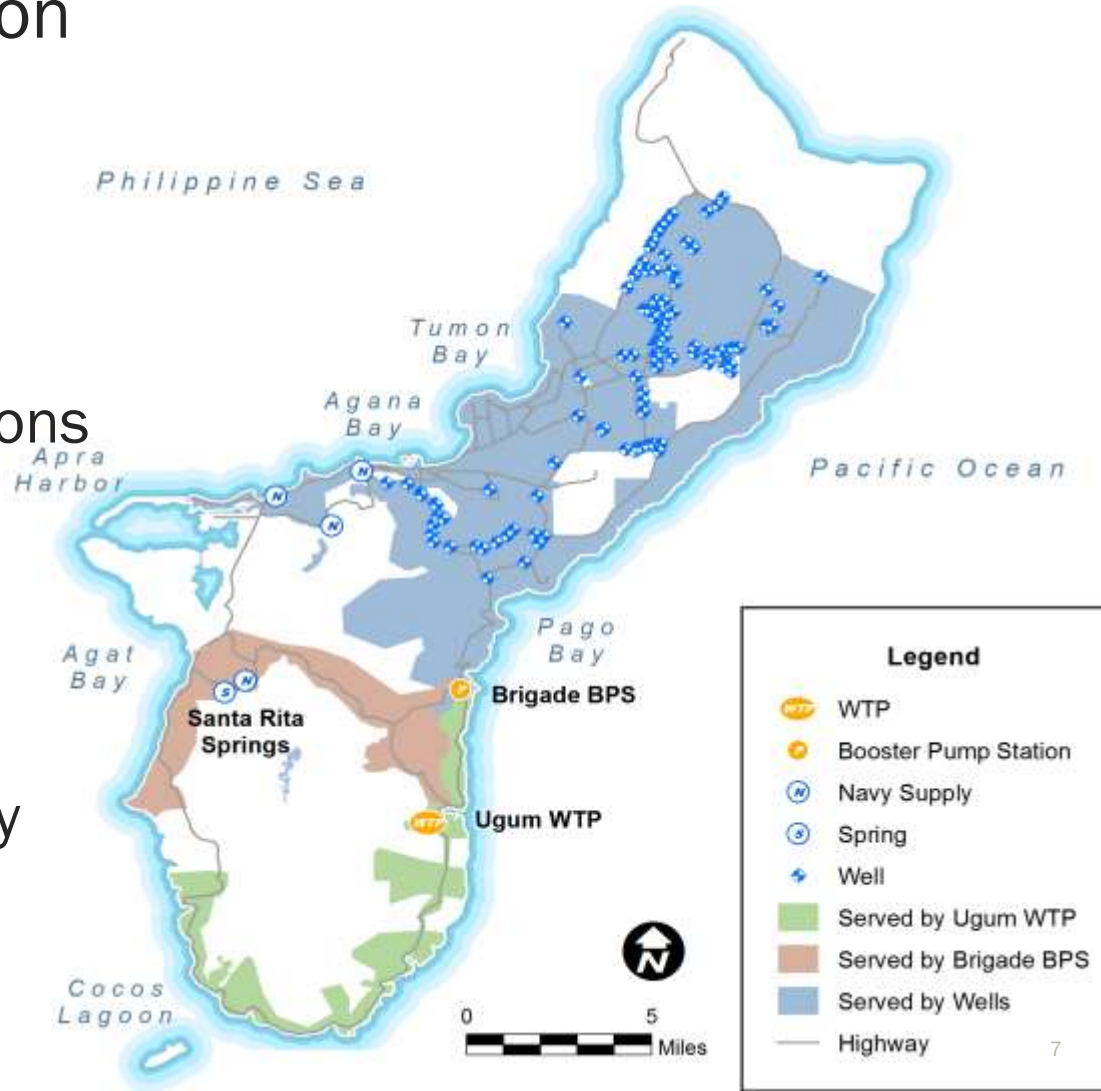 on
Philippine Sea
Tumon
Bay
Agana
Bay
ons
Apra
Harbor
Pacific Ocean
N
N
N
Pago
Bay
Agat
Bay
N
S
P
Brigade BPS
Santa Rita
Springs
y
WTP
Ugum WTP
N
Cocos
Lagoon
0 5
Miles
Legend
WTP WTP
P Booster Pump Station
N Navy Supply
S Spring
Well
Served by Ugum WTP
Served by Brigade BPS
Served by Wells
Highway
7